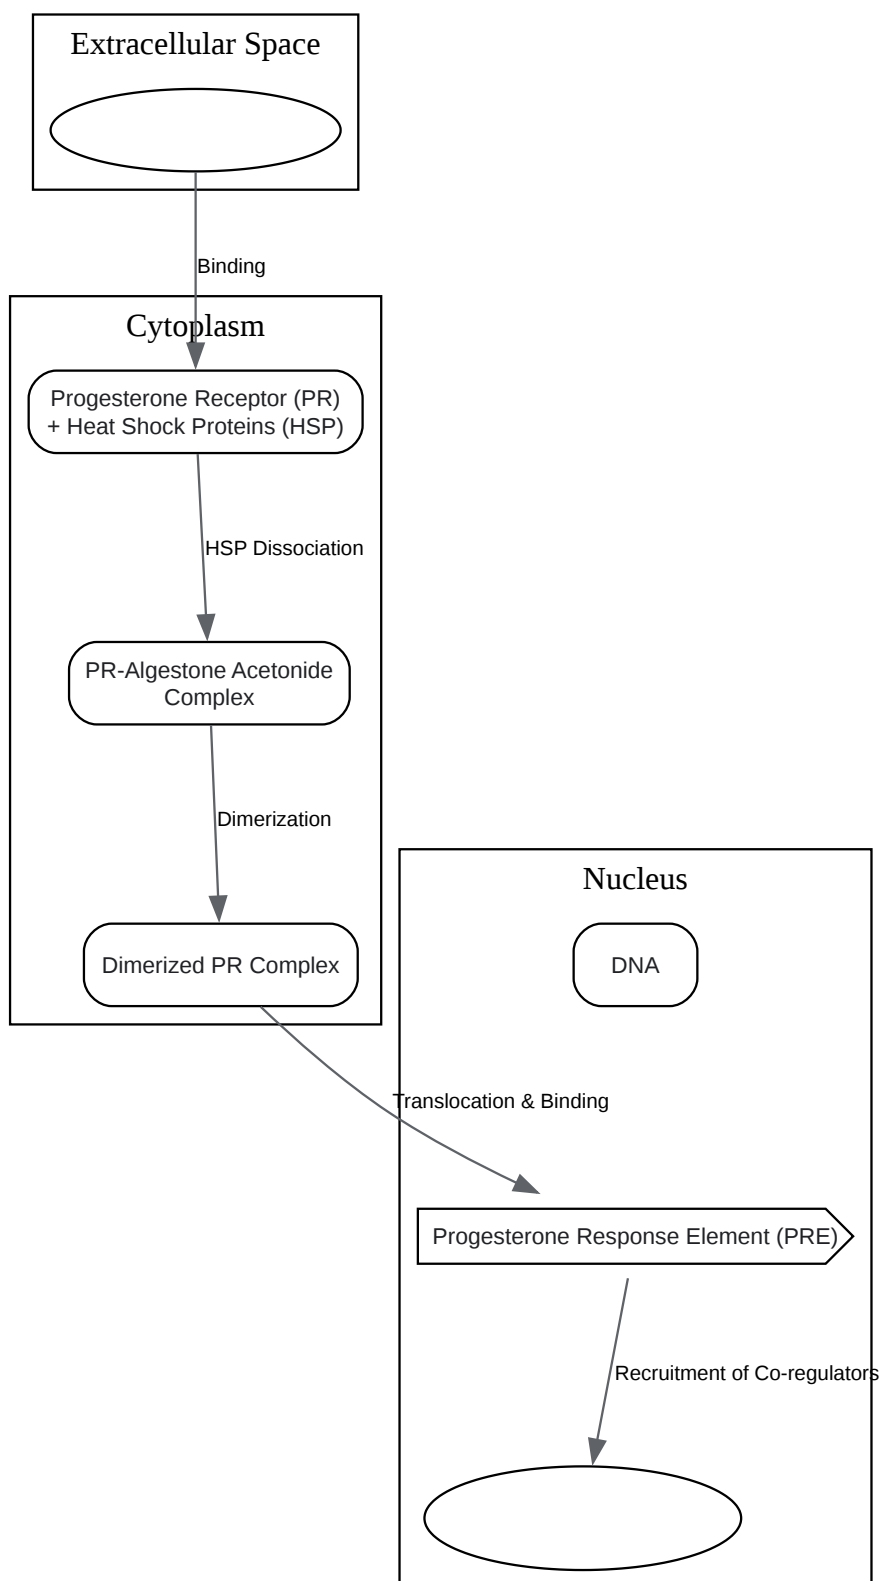 Extracellular Space
Binding
Cytoplasm
Progesterone Receptor (PR)
+ Heat Shock Proteins (HSP)
HSP Dissociation
PR-Algestone Acetonide
Complex
Dimerization
Dimerized PR Complex
Nucleus
DNA
Translocation & Binding
Progesterone Response Element (PRE)
Recruitment of Co-regulators